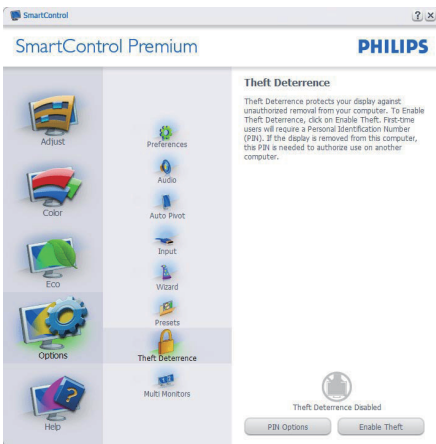 SmartControl
SmartControl Premium
PHILIPS
Adjust
Color
Eco
Options
Help
Preferences
Audio
Auto Pivot
Input
Wizard
Presets
Theft Deterrence
Multi Monitors
Theft Deterrence
Theft Deterrence protects your display against
unauthorized removal from your computer. To Enable
Theft Deterrence, click on Enable Theft. First-time
users will require a Personal Identification Number
(PIN). If the display is removed from this computer,
this PIN is needed to authorize use on another
computer.
Theft Deterrence Disabled
PIN Options
Enable Theft